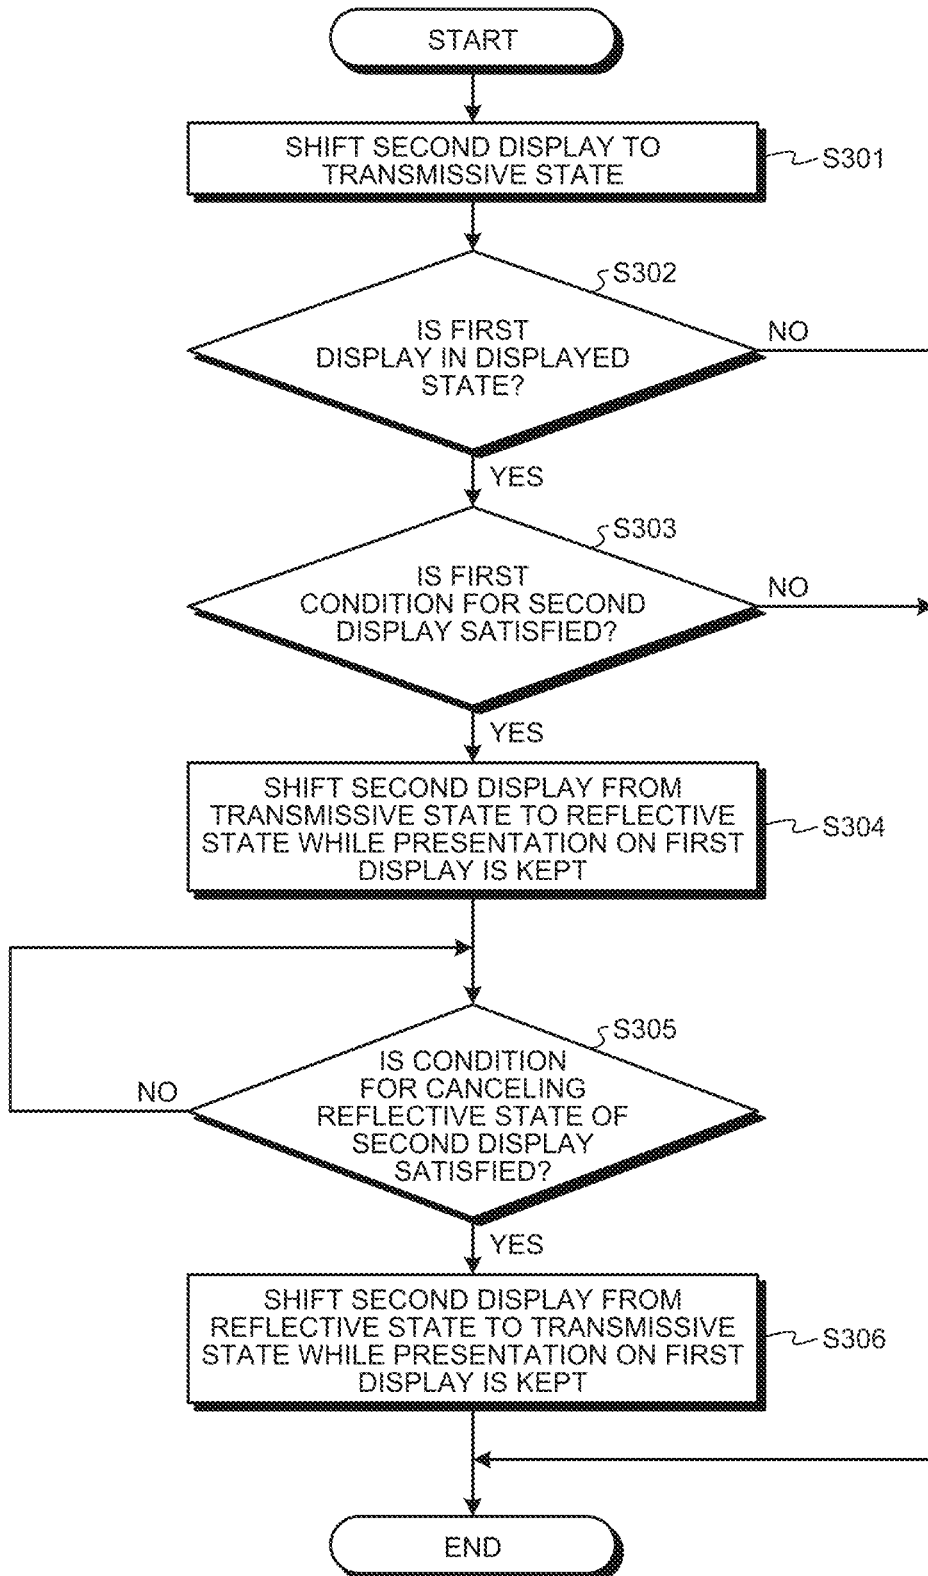 START
SHIFT SECOND DISPLAY TO
TRANSMISSIVE STATE
S301
S302
IS FIRST
DISPLAY IN DISPLAYED
STATE?
NO
YES
S303
IS FIRST
CONDITION FOR SECOND
DISPLAY SATISFIED?
NO
YES
SHIFT SECOND DISPLAY FROM
TRANSMISSIVE STATE TO REFLECTIVE
STATE WHILE PRESENTATION ON FIRST
DISPLAY IS KEPT
S304
S305
IS CONDITION
FOR CANCELING
REFLECTIVE STATE OF
SECOND DISPLAY
SATISFIED?
NO
YES
SHIFT SECOND DISPLAY FROM
REFLECTIVE STATE TO TRANSMISSIVE
STATE WHILE PRESENTATION ON FIRST
DISPLAY IS KEPT
S306
END